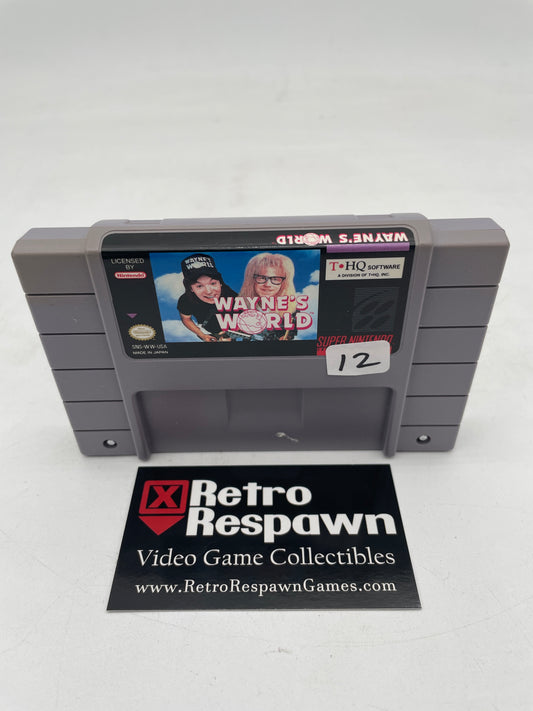 WAYNE'S WORLD
LICENSED
BY
Nintendo
SNS-WW-USA
MADE IN JAPAN
WAYNE'S
WORLD
WAYNE'S
WORLD
T•HQ SOFTWARE
A DIVISION OF T•HQ, INC.
SUPER NINTENDO
12
Retro
Respawn
Video Game Collectibles
www.RetroRespawnGames.com